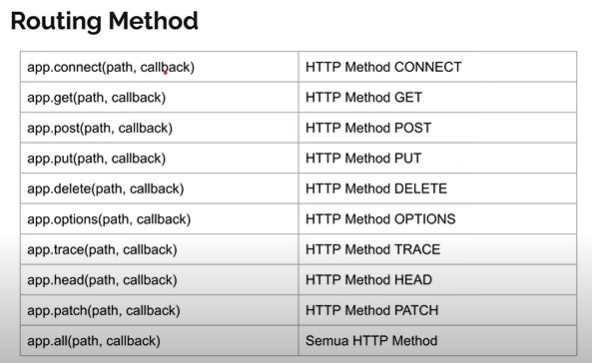 Routing Method
app.connect(path, callback) HTTP Method CONNECT
app.get(path, callback) HTTP Method GET
app.post(path, callback) HTTP Method POST
app.put(path, callback) HTTP Method PUT
app.delete(path, callback) HTTP Method DELETE
app.options(path, callback) HTTP Method OPTIONS
app.trace(path, callback) HTTP Method TRACE
app.head(path, callback) HTTP Method HEAD
app.patch(path, callback) HTTP Method PATCH
app.all(path, callback) Semua HTTP Method